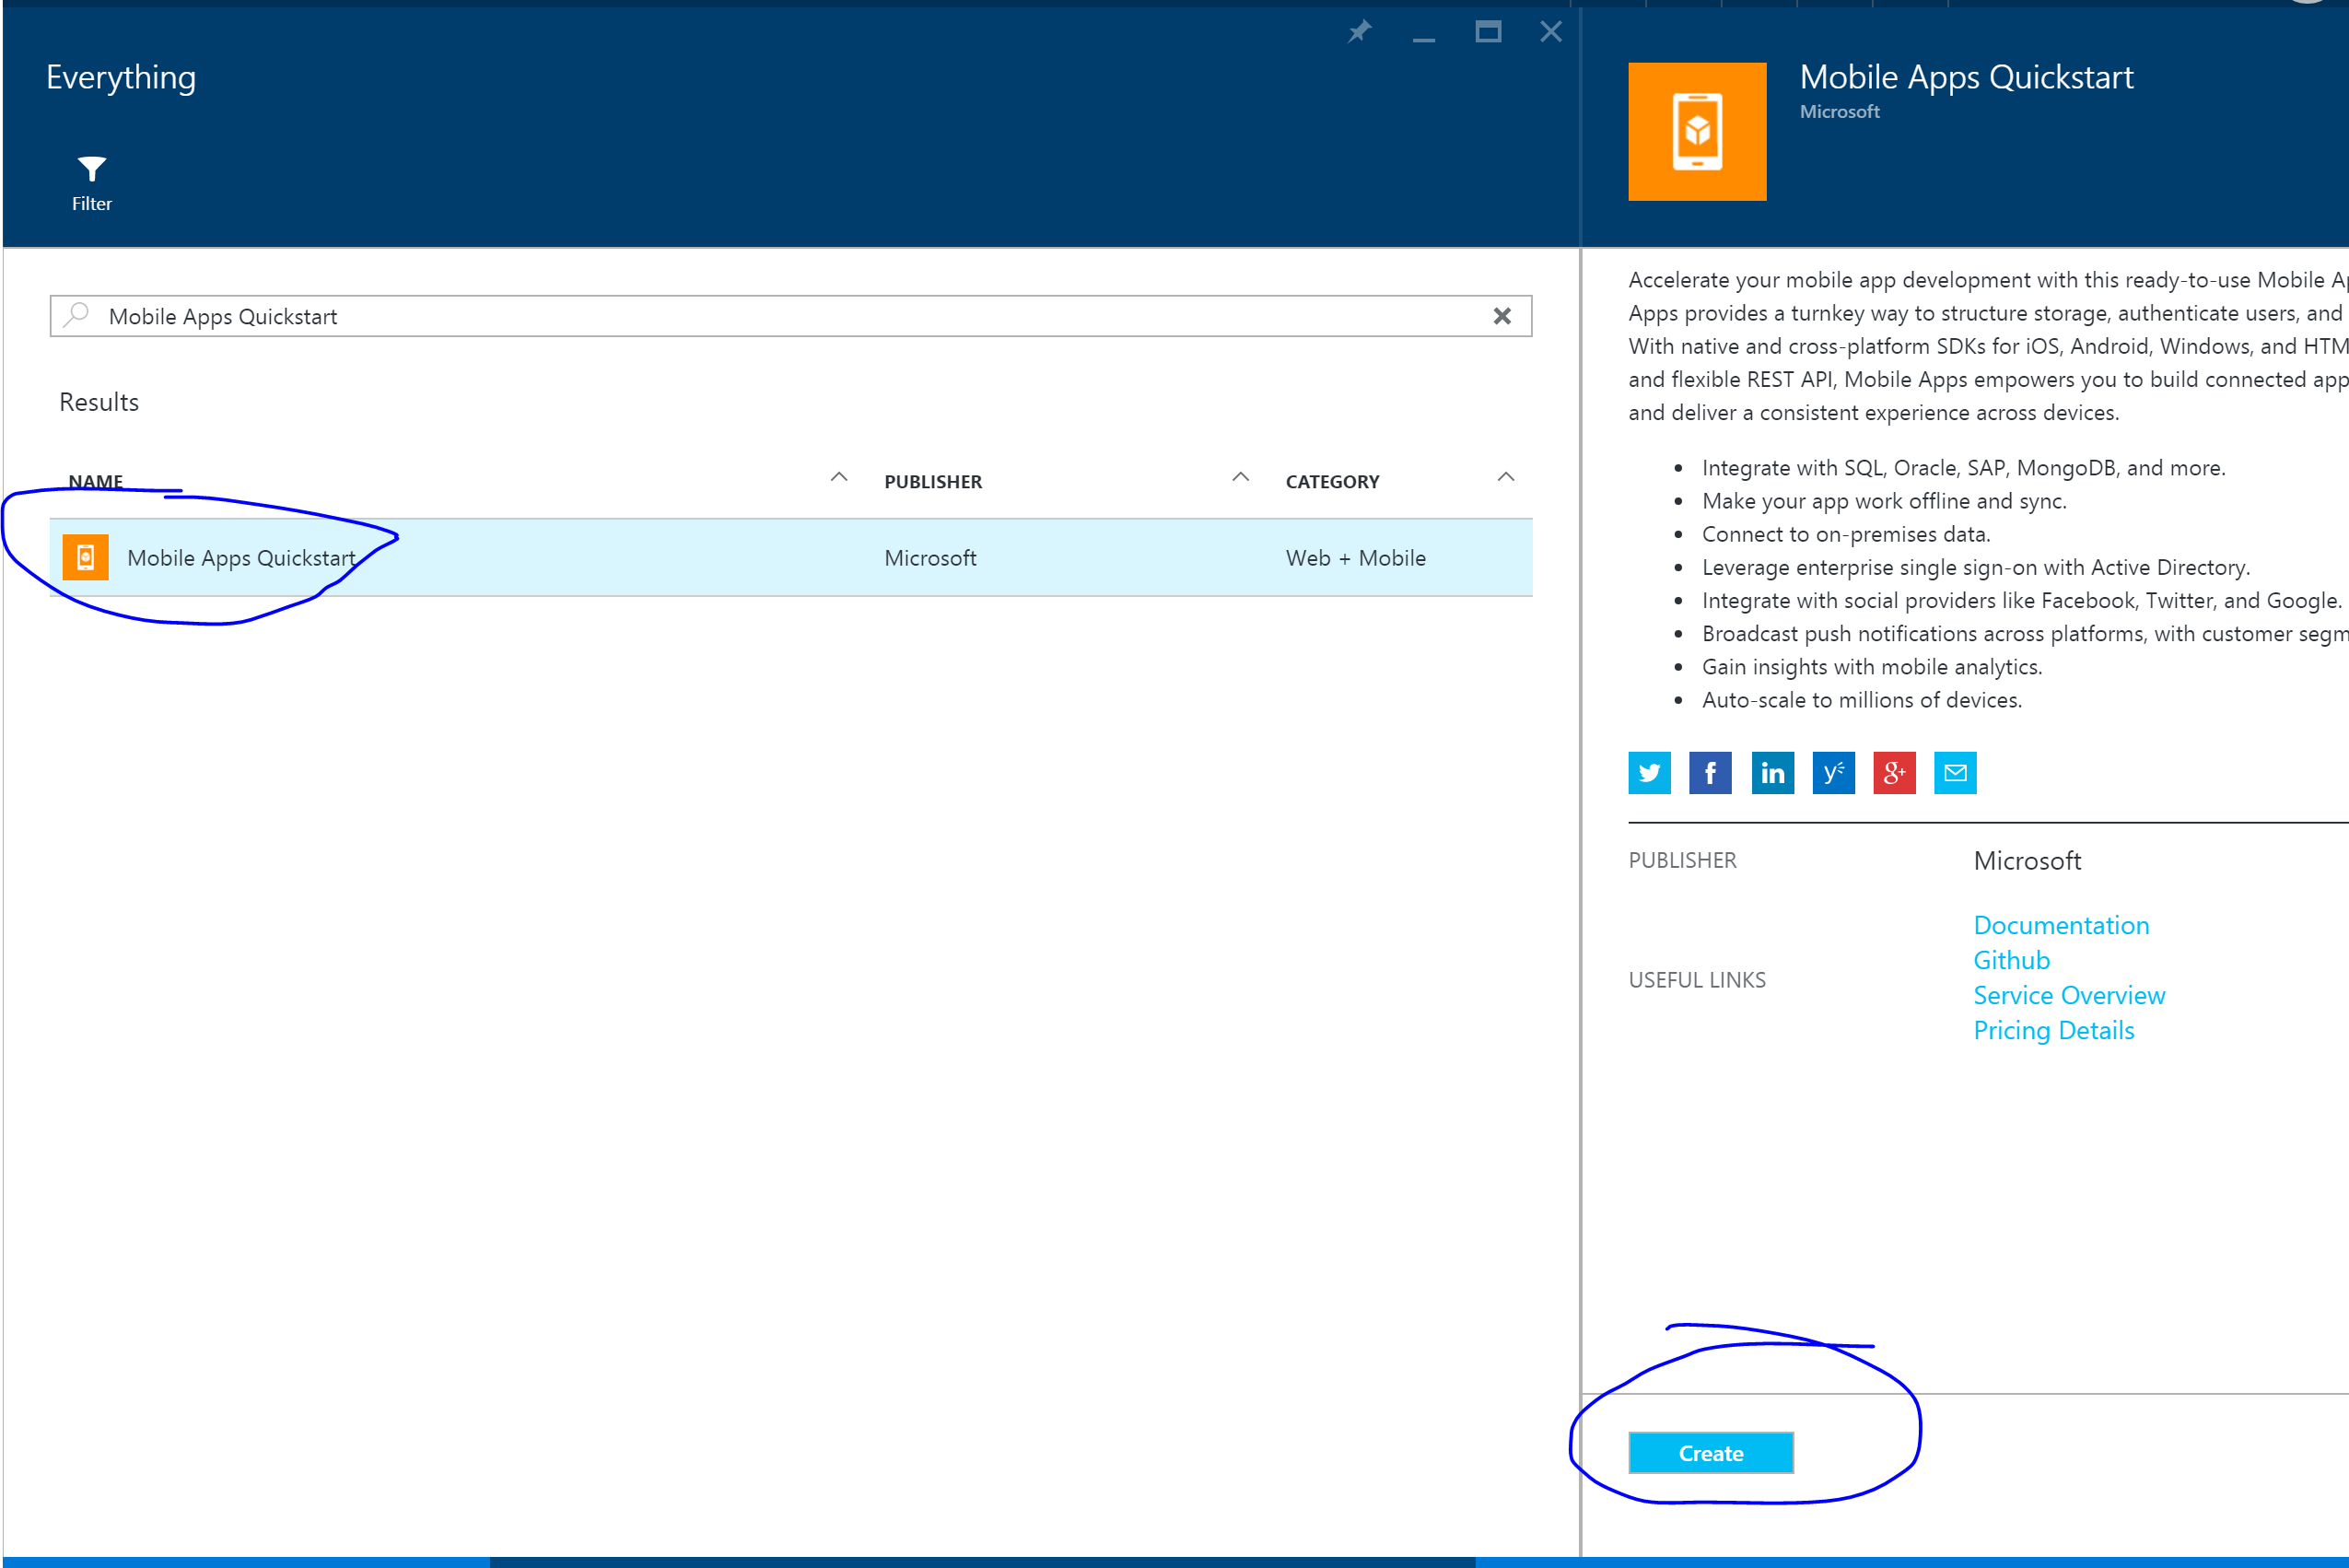 Everything
Filter
Mobile Apps Quickstart
Results
NAME
PUBLISHER
CATEGORY
Mobile Apps Quickstart
Microsoft
Web + Mobile
Mobile Apps Quickstart
Microsoft
Accelerate your mobile app development with this ready-to-use Mobile
Apps provides a turnkey way to structure storage, authenticate users, and
With native and cross-platform SDKs for iOS, Android, Windows, and HTM
and flexible REST API, Mobile Apps empowers you to build connected app
and deliver a consistent experience across devices.
• Integrate with SQL, Oracle, SAP, MongoDB, and more.
• Make your app work offline and sync.
• Connect to on-premises data.
• Leverage enterprise single sign-on with Active Directory.
• Integrate with social providers like Facebook, Twitter, and Google.
• Broadcast push notifications across platforms, with customer segm
• Gain insights with mobile analytics.
• Auto-scale to millions of devices.
f
in
y
g+
PUBLISHER
Microsoft
USEFUL LINKS
Documentation
Github
Service Overview
Pricing Details
Create